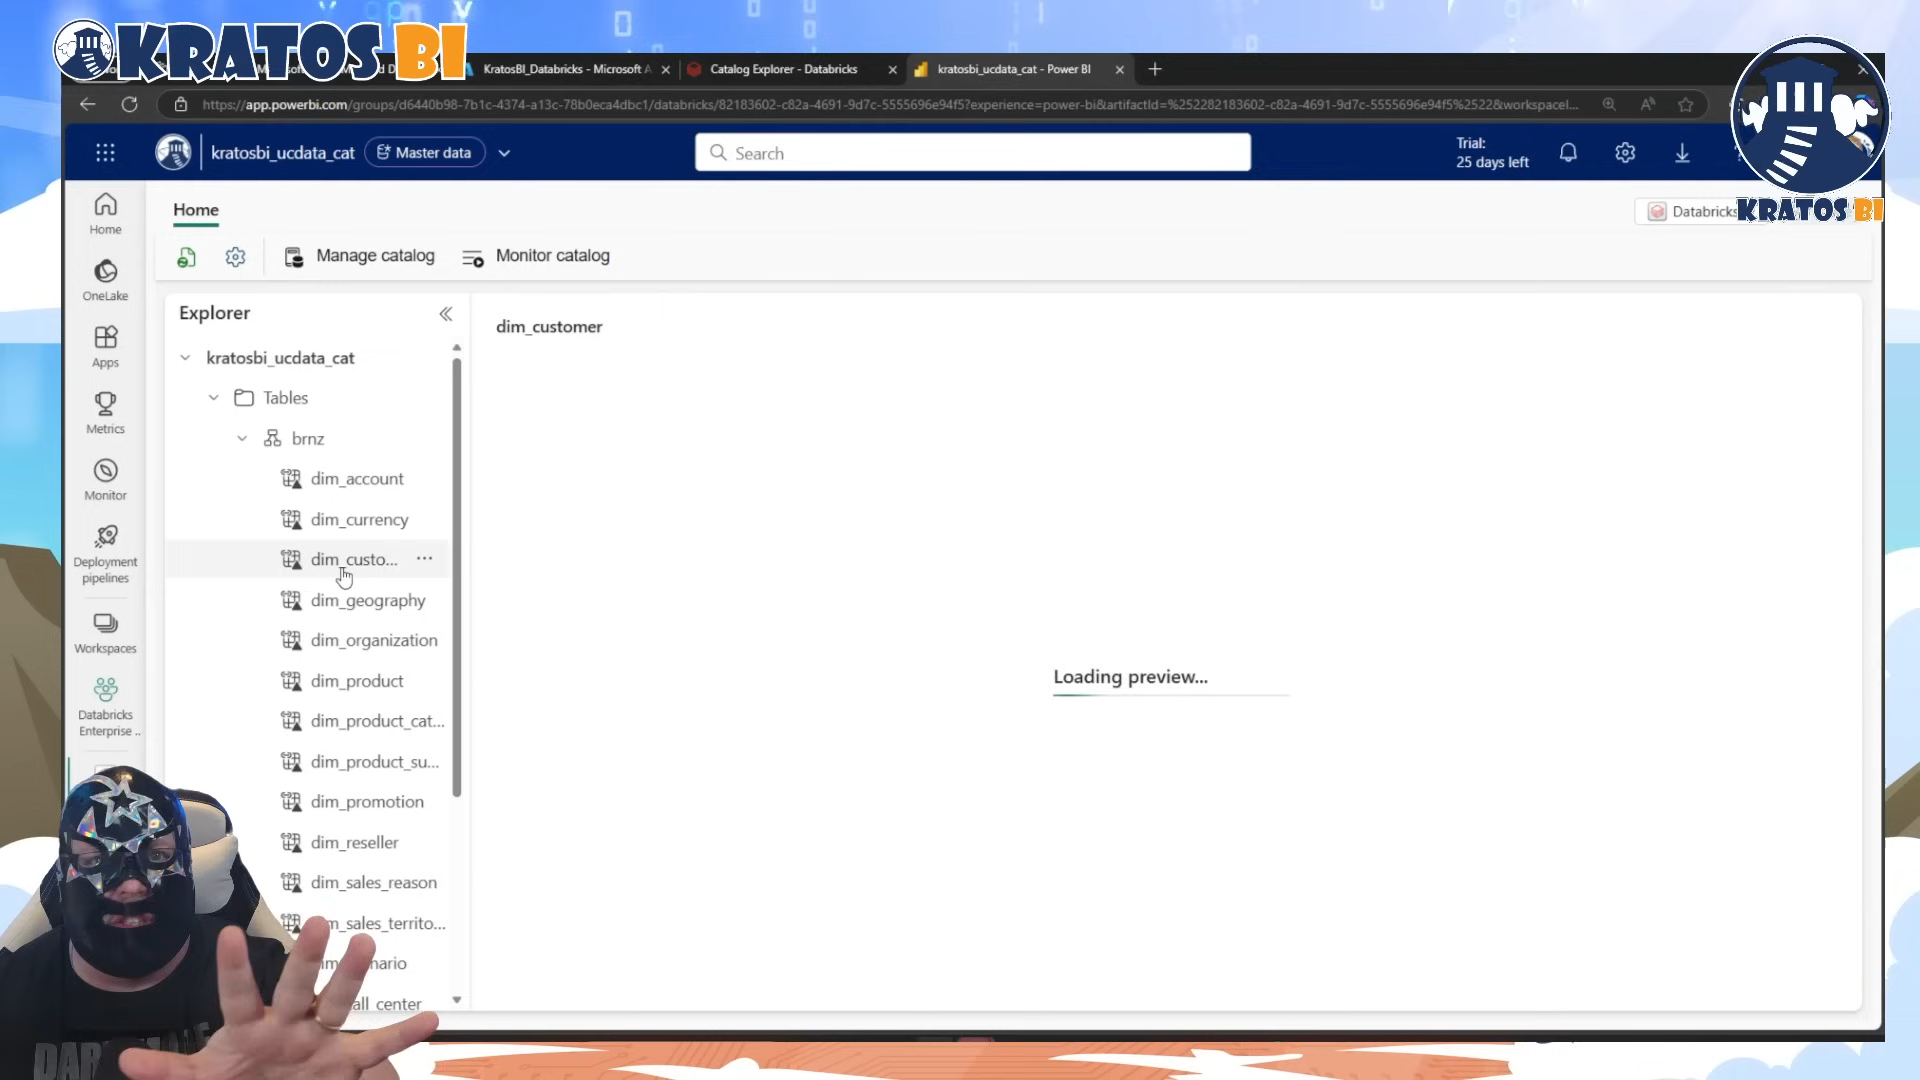 KRATOS BI
KratosBI_Databricks - Microsoft A
Catalog Explorer - Databricks
kratosbi_ucdata_cat - Power BI
https://app.powerbi.com/groups/d6440b98-7b1c-4374-a13c-78b0eca4dbc1/databricks/82183602-c82a-4691-9d7c-5555696e94f5?experience=power-bi&artifactId=%252282183602-c82a-4691-9d7c-5555696e94f5%2522&workspaceI...
kratosbi_ucdata_cat
Master data
Search
Trial:
25 days left
KRATOS BI
Home
Databricks
Manage catalog
Monitor catalog
Home
OneLake
Apps
Metrics
Monitor
Deployment
pipelines
Workspaces
Databricks
Enterprise ..
Explorer
kratosbi_ucdata_cat
Tables
brnz
dim_account
dim_currency
dim_custo...
dim_geography
dim_organization
dim_product
dim_product_cat...
dim_product_su...
dim_promotion
dim_reseller
dim_sales_reason
m_sales_territo...
nario
all_center
dim_customer
Loading preview...